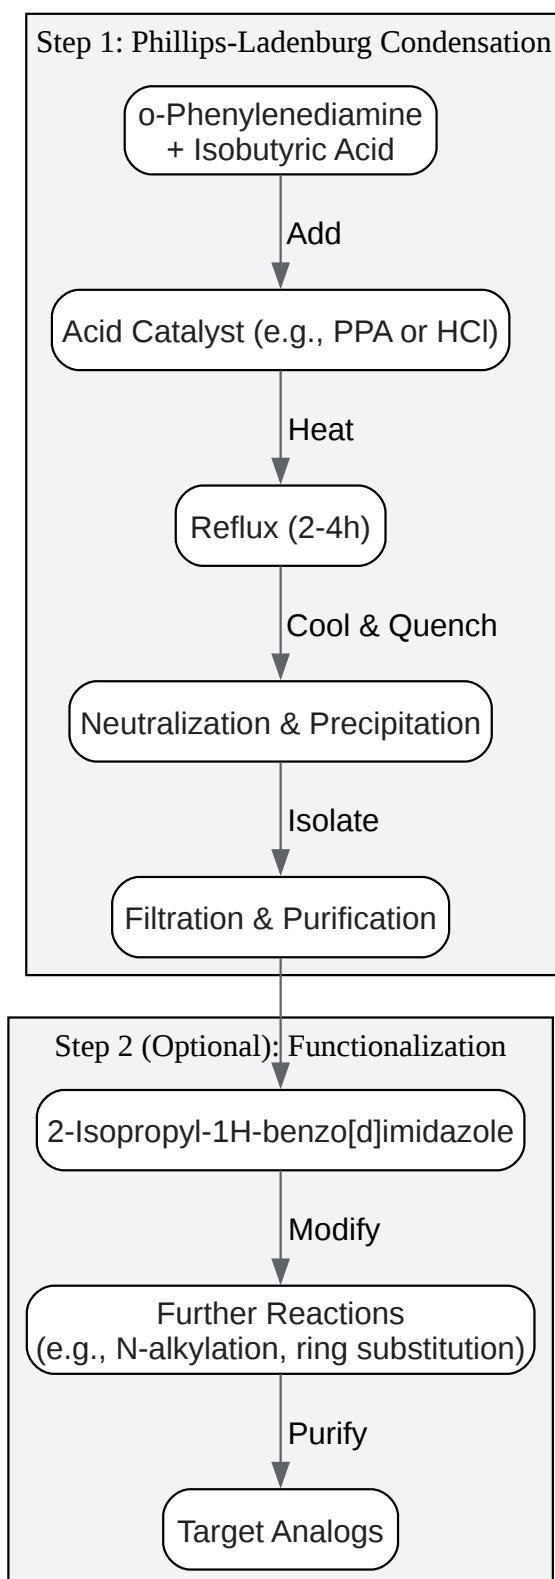 Step 1: Phillips-Ladenburg Condensation
o-Phenylenediamine
+ Isobutyric Acid
Add
Acid Catalyst (e.g., PPA or HCl)
Heat
Reflux (2-4h)
Cool & Quench
Neutralization & Precipitation
Isolate
Filtration & Purification
Step 2 (Optional): Functionalization
2-Isopropyl-1H-benzo[d]imidazole
Modify
Further Reactions
(e.g., N-alkylation, ring substitution)
Purify
Target Analogs